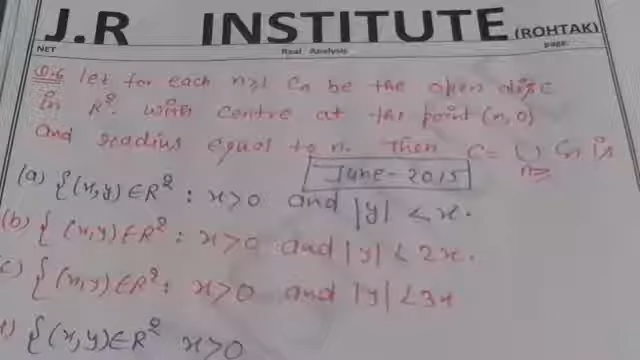 J.R INSTITUTE (ROHTAK)
NET Real Analysis page.
Q.6 let for each n≥1 Cn be the open disc
in R². with centre at the point (n,0)
and radius equal to n. Then C = ∪ Cn is
n≥1
June-2015
(a) {(x,y) ∈ R² : x>0 and |y| < x.
(b) { (x,y) ∈ R² : x>0 and |y| < 2x.
c) { (x,y) ∈ R² : x>0 and |y| < 3x
) {(x,y) ∈ R² x>0